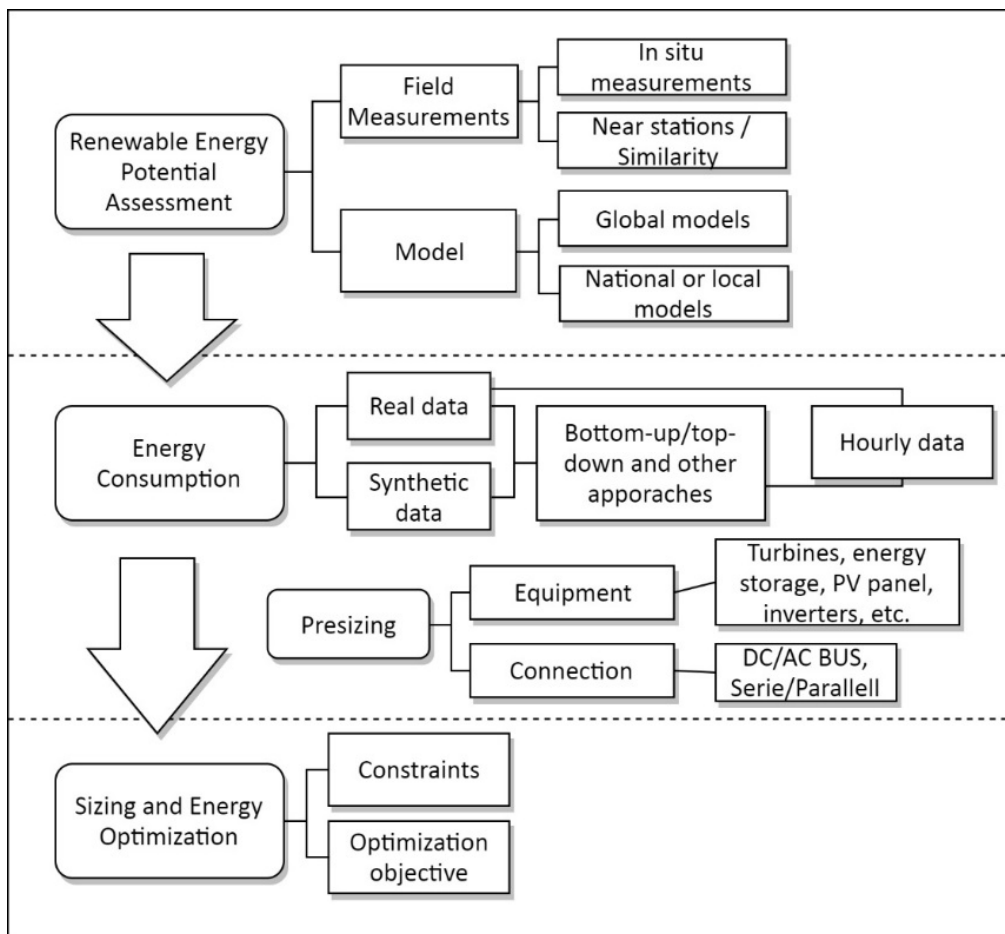 Renewable Energy
Potential
Assessment
Field
Measurements
In situ
measurements
Near stations /
Similarity
Model
Global models
National or local
models
Energy
Consumption
Real data
Synthetic
data
Bottom-up/top-
down and other
apporaches
Hourly data
Presizing
Equipment
Turbines, energy
storage, PV panel,
inverters, etc.
Connection
DC/AC BUS,
Serie/Parallell
Sizing and Energy
Optimization
Constraints
Optimization
objective